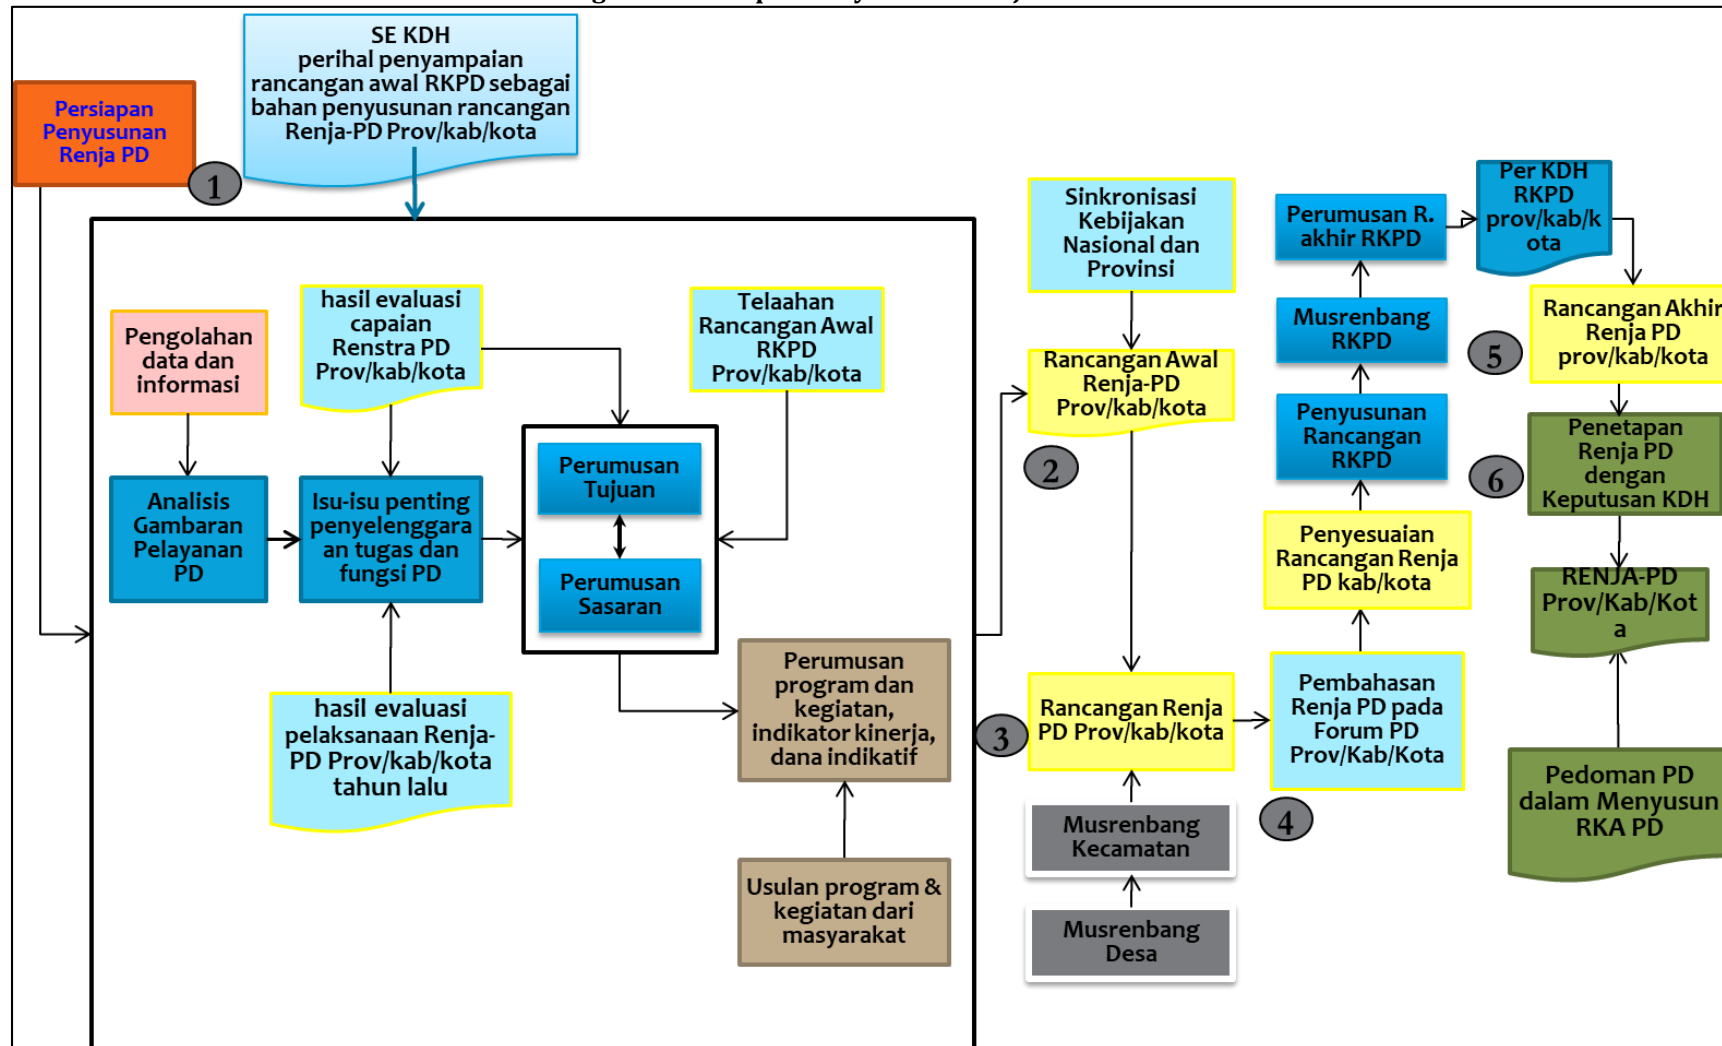 SE KDH
perihal penyampaian
rancangan awal RKPD sebagai
bahan penyusunan rancangan
Renja-PD Prov/kab/kota
Persiapan
Penyusunan
Renja PD
1
Pengolahan
data dan
informasi
hasil evaluasi
capaian
Renstra PD
Prov/kab/kota
Telaahan
Rancangan Awal
RKPD
Prov/kab/kota
Analisis
Gambaran
Pelayanan
PD
Isu-isu penting
penyelenggara
an tugas dan
fungsi PD
Perumusan
Tujuan
Perumusan
Sasaran
hasil evaluasi
pelaksanaan Renja-
PD Prov/kab/kota
tahun lalu
Perumusan
program dan
kegiatan,
indikator kinerja,
dana indikatif
Usulan program &
kegiatan dari
masyarakat
Sinkronisasi
Kebijakan
Nasional dan
Provinsi
Rancangan Awal
Renja-PD
Prov/kab/kota
2
Rancangan Renja
PD Prov/kab/kota
3
Musrenbang
Kecamatan
Musrenbang
Desa
Pembahasan
Renja PD pada
Forum PD
Prov/Kab/Kota
4
Penyesuaian
Rancangan Renja
PD kab/kota
Penyusunan
Rancangan
RKPD
Musrenbang
RKPD
Perumusan R.
akhir RKPD
Per KDH
RKPD
prov/kab/k
ota
Rancangan Akhir
Renja PD
prov/kab/kota
5
Penetapan
Renja PD
dengan
Keputusan KDH
6
RENJA-PD
Prov/Kab/Kot
a
Pedoman PD
dalam Menyusun
RKA PD